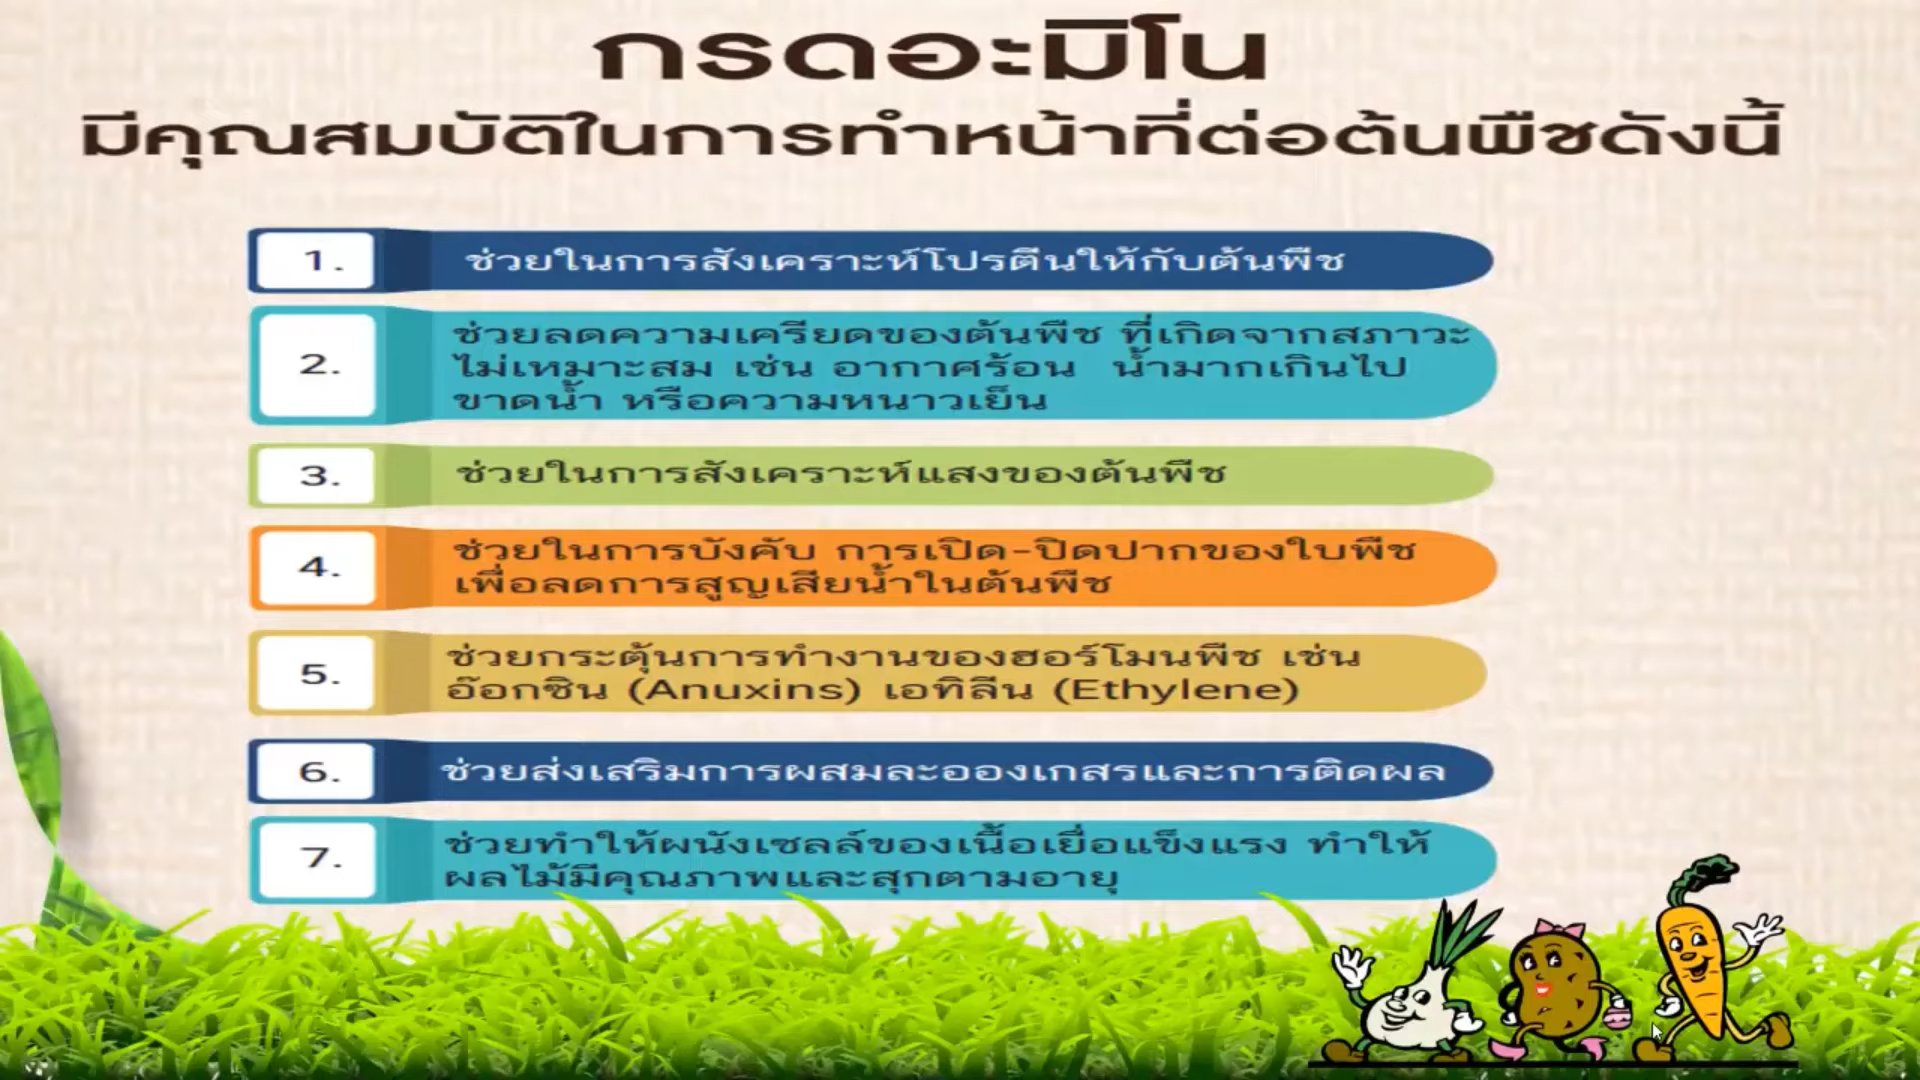 กรดอะมิโน
มีคุณสมบัติในการทำหน้าที่ต่อต้นพืชดังนี้
1. ช่วยในการสังเคราะห์โปรตีนให้กับต้นพืช
2. ช่วยลดความเครียดของต้นพืช ที่เกิดจากสภาวะ
ไม่เหมาะสม เช่น อากาศร้อน น้ำมากเกินไป
ขาดน้ำ หรือความหนาวเย็น
3. ช่วยในการสังเคราะห์แสงของต้นพืช
4. ช่วยในการบังคับ การเปิด-ปิดปากของใบพืช
เพื่อลดการสูญเสียน้ำในต้นพืช
5. ช่วยกระตุ้นการทำงานของฮอร์โมนพืช เช่น
อ๊อกซิน (Anuxins) เอทิลีน (Ethylene)
6. ช่วยส่งเสริมการผสมละอองเกสรและการติดผล
7. ช่วยทำให้ผนังเซลล์ของเนื้อเยื่อแข็งแรง ทำให้
ผลไม้มีคุณภาพและสุกตามอายุ